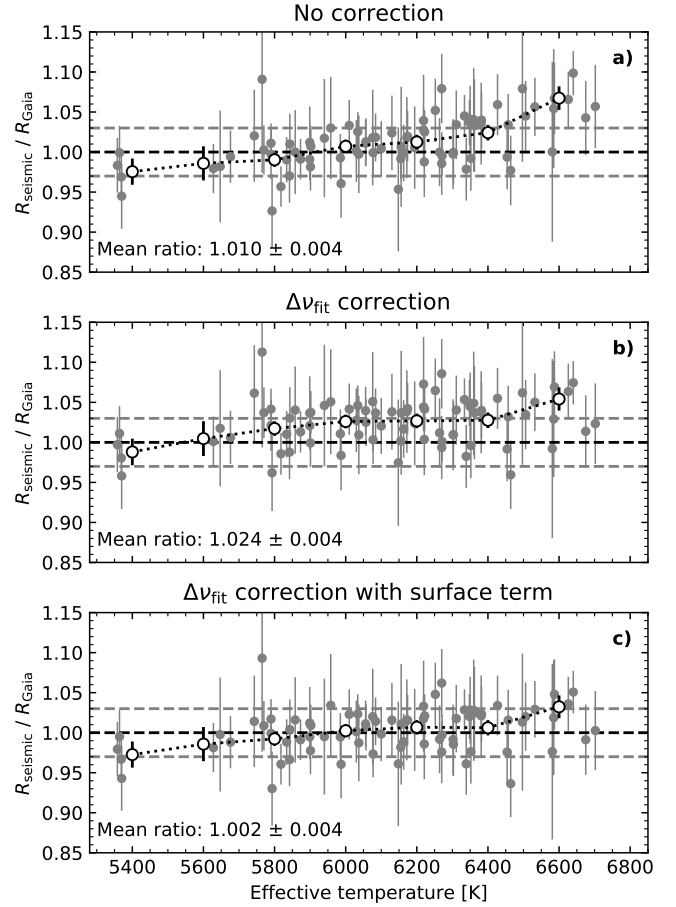 No correction
1.15
a)
1.10
1.05
1.00
0.95
0.90
0.85
R_seismic / R_Gaia
Mean ratio: 1.010 ± 0.004
Δν_fit correction
1.15
b)
1.10
1.05
1.00
0.95
0.90
0.85
R_seismic / R_Gaia
Mean ratio: 1.024 ± 0.004
Δν_fit correction with surface term
1.15
c)
1.10
1.05
1.00
0.95
0.90
0.85
R_seismic / R_Gaia
Mean ratio: 1.002 ± 0.004
5400 5600 5800 6000 6200 6400 6600 6800
Effective temperature [K]